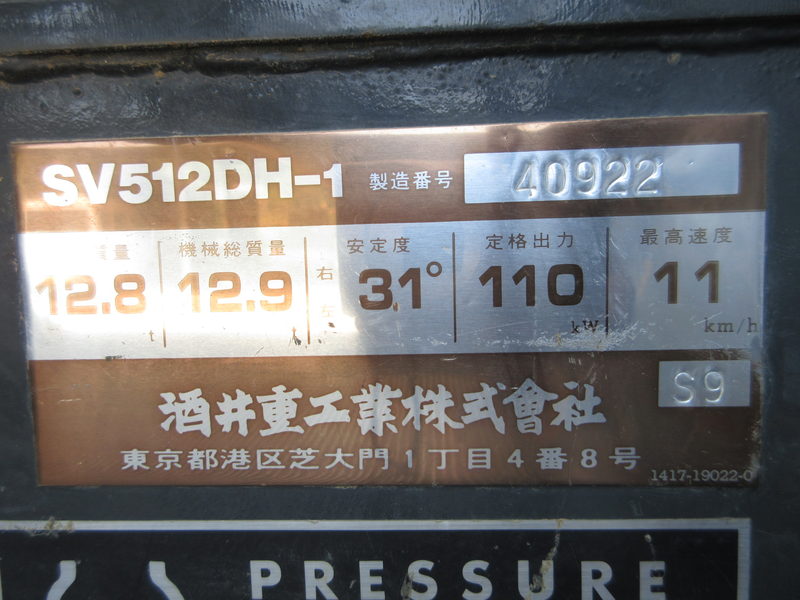 SV512DH-1 製造番号 40922
質量 機械総質量 安定度 定格出力 最高速度
12.8 t 12.9 t 右 左 31° 110 kW 11 km/h
S9
酒井重工業株式會社
東京都港区芝大門1丁目4番8号
1417-19022-0
PRESSURE